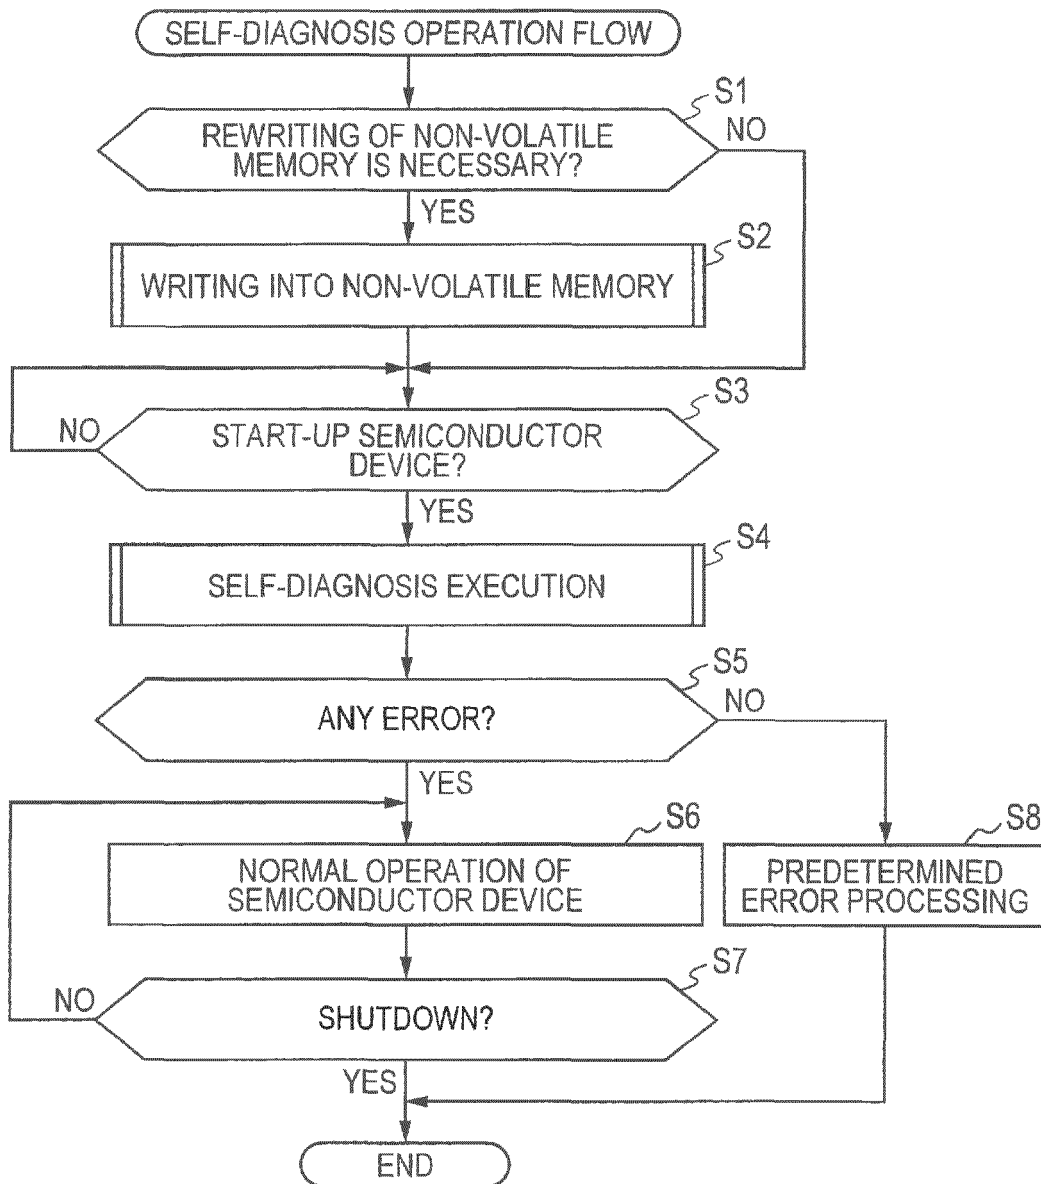 SELF-DIAGNOSIS OPERATION FLOW
S1
REWRITING OF NON-VOLATILE
MEMORY IS NECESSARY?
NO
YES
S2
WRITING INTO NON-VOLATILE MEMORY
S3
NO
START-UP SEMICONDUCTOR
DEVICE?
YES
S4
SELF-DIAGNOSIS EXECUTION
S5
ANY ERROR?
NO
YES
S6
NORMAL OPERATION OF
SEMICONDUCTOR DEVICE
S8
PREDETERMINED
ERROR PROCESSING
S7
NO
SHUTDOWN?
YES
END